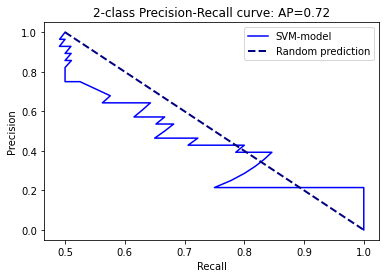 2-class Precision-Recall curve: AP=0.72
SVM-model
Random prediction
Precision
1.0
0.8
0.6
0.4
0.2
0.0
0.5
0.6
0.7
0.8
0.9
1.0
Recall